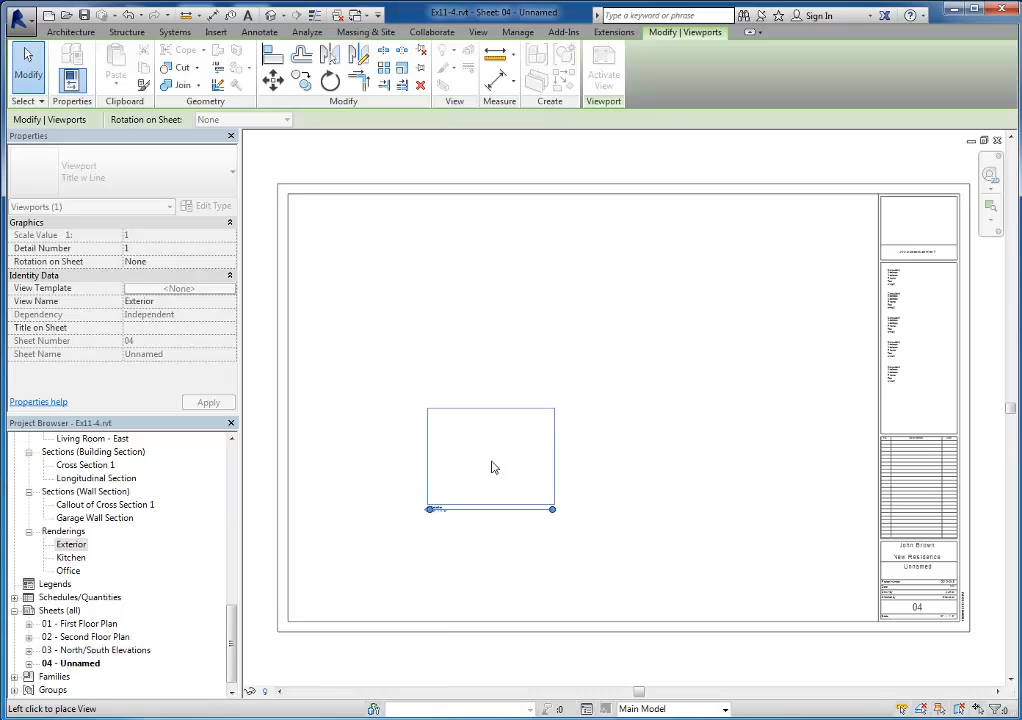 Ex11-4.rvt - Sheet: 04 - Unnamed
Type a keyword or phrase
Sign In
Architecture Structure Systems Insert Annotate Analyze Massing & Site Collaborate View Manage Add-Ins Extensions Modify | Viewports
Modify
Paste
Cope
Cut
Join
Activate
View
Select Properties Clipboard Geometry Modify View Measure Create Viewport
Modify | Viewports Rotation on Sheet: None
Properties
Viewport
Title w Line
Viewports (1) Edit Type
Graphics
Scale Value 1: 1
Detail Number 1
Rotation on Sheet None
Identity Data
View Template <None>
View Name Exterior
Dependency Independent
Title on Sheet
Sheet Number 04
Sheet Name Unnamed
Properties help Apply
Project Browser - Ex11-4.rvt
Living Room - East
Sections (Building Section)
Cross Section 1
Longitudinal Section
Sections (Wall Section)
Callout of Cross Section 1
Garage Wall Section
Renderings
Exterior
Kitchen
Office
Legends
Schedules/Quantities
Sheets (all)
01 - First Floor Plan
02 - Second Floor Plan
03 - North/South Elevations
04 - Unnamed
Families
Groups
John Brown
New Residence
Unnamed
04
Left click to place View
:0
Main Model
:0